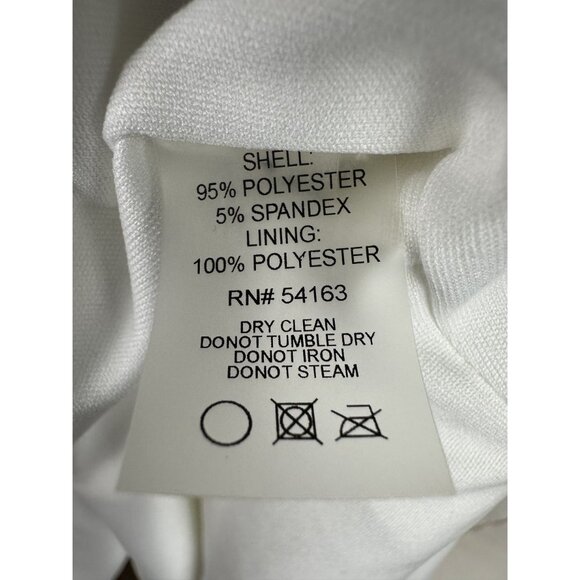 SHELL:
95% POLYESTER
5% SPANDEX
LINING:
100% POLYESTER
RN# 54163
DRY CLEAN
DONOT TUMBLE DRY
DONOT IRON
DONOT STEAM